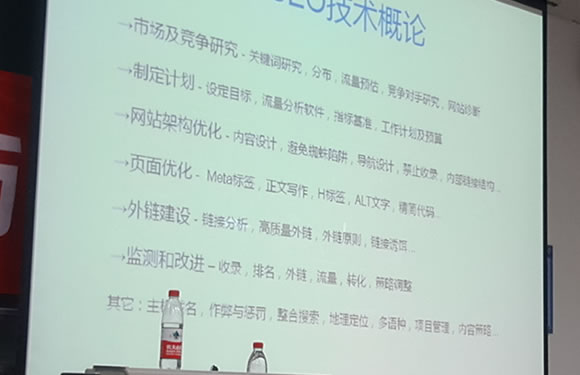 SEO技术概论
→市场及竞争研究 - 关键词研究，分布，流量预估，竞争对手研究，网站诊断
→制定计划 - 设定目标，流量分析软件，指标基准，工作计划及预算
→网站架构优化 - 内容设计，避免蜘蛛陷阱，导航设计，禁止收录，内部链接结构...
→页面优化 - Meta标签，正文写作，H标签，ALT文字，精简代码...
→外链建设 - 链接分析，高质量外链，外链原则，链接诱饵...
→监测和改进 – 收录，排名，外链，流量，转化，策略调整
其它：主机域名，作弊与惩罚，整合搜索，地理定位，多语种，项目管理，内容策略...